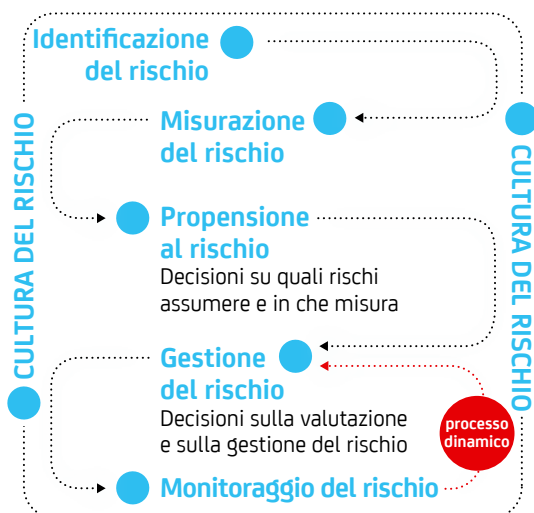 Identificazione
del rischio
CULTURA DEL RISCHIO
Misurazione
del rischio
CULTURA DEL RISCHIO
Propensione
al rischio
Decisioni su quali rischi
assumere e in che misura
Gestione
del rischio
Decisioni sulla valutazione
e sulla gestione del rischio
processo
dinamico
Monitoraggio del rischio